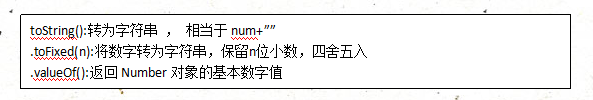 toString():转为字符串 ， 相当于 num+””
.toFixed(n):将数字转为字符串，保留n位小数，四舍五入
.valueOf():返回 Number 对象的基本数字值